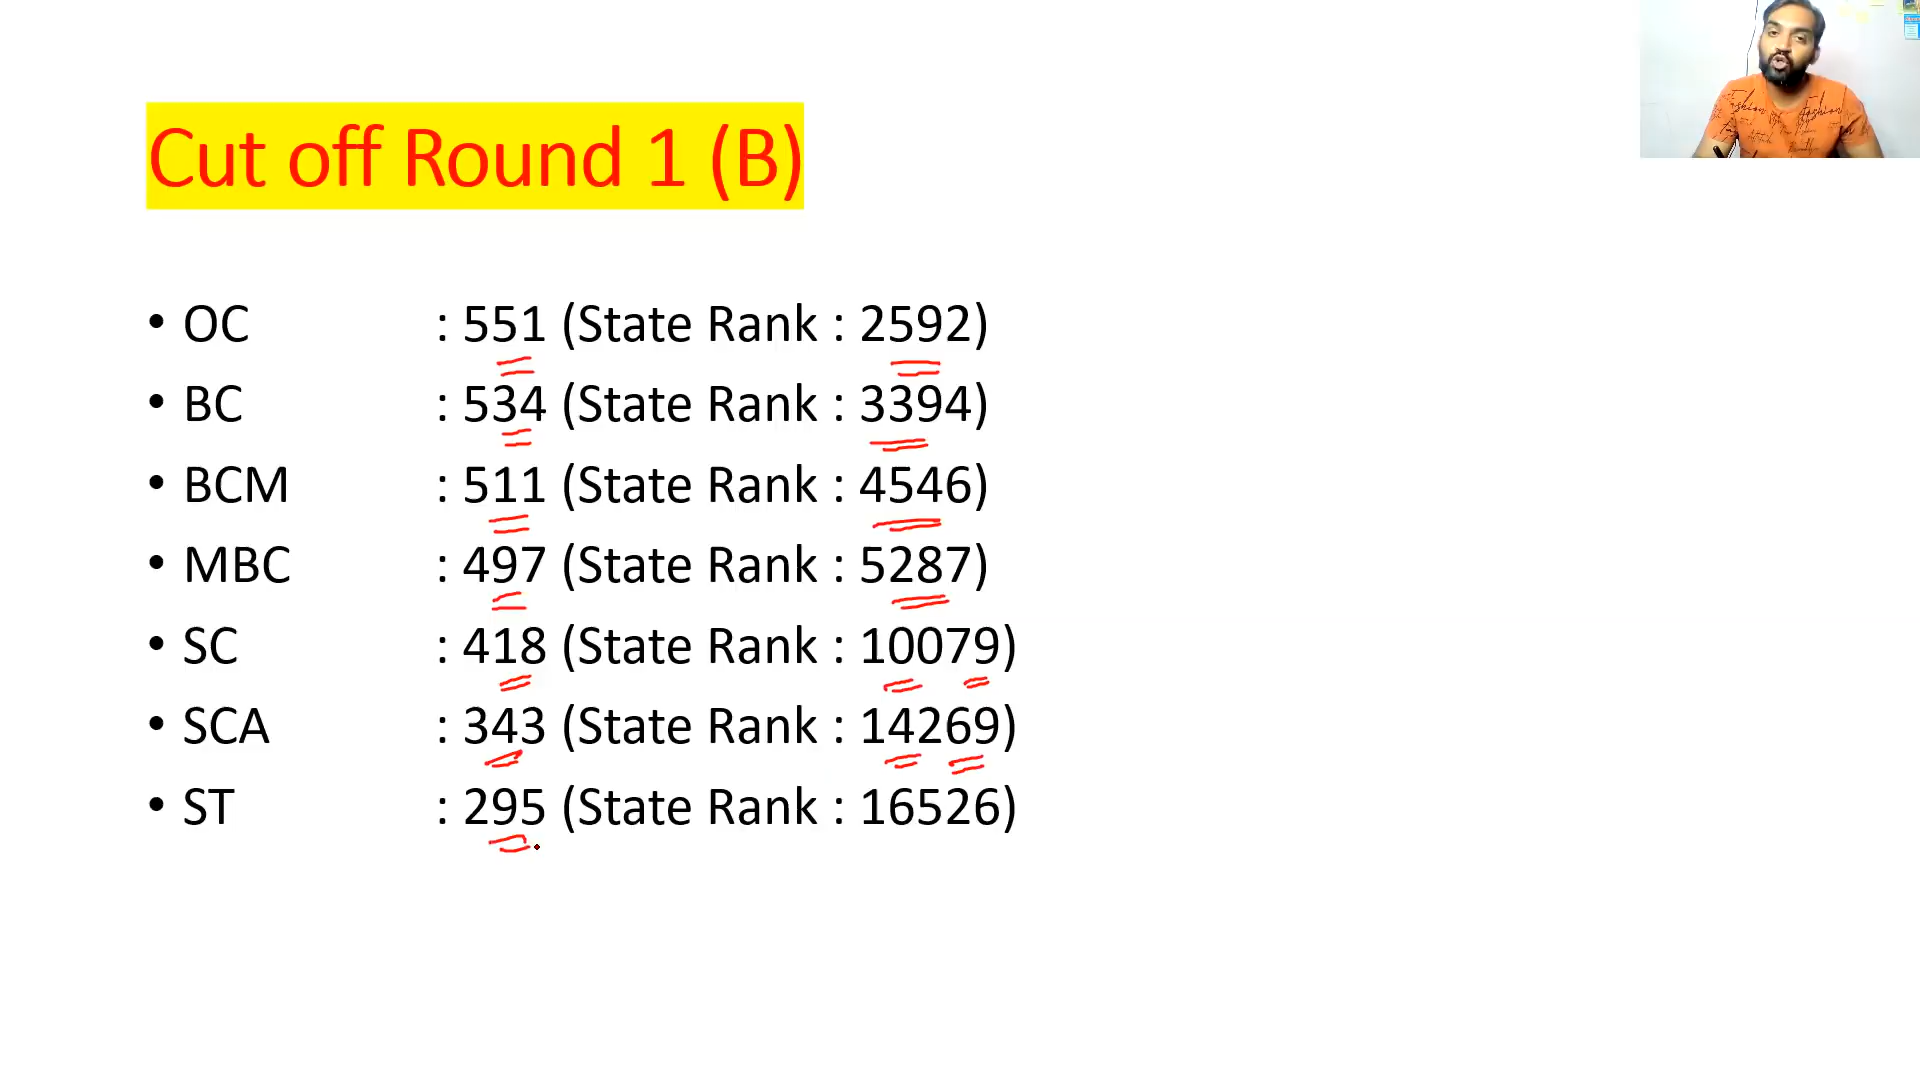 Cut off Round 1 (B)
• OC : 551 (State Rank : 2592)
• BC : 534 (State Rank : 3394)
• BCM : 511 (State Rank : 4546)
• MBC : 497 (State Rank : 5287)
• SC : 418 (State Rank : 10079)
• SCA : 343 (State Rank : 14269)
• ST : 295 (State Rank : 16526)
fashion